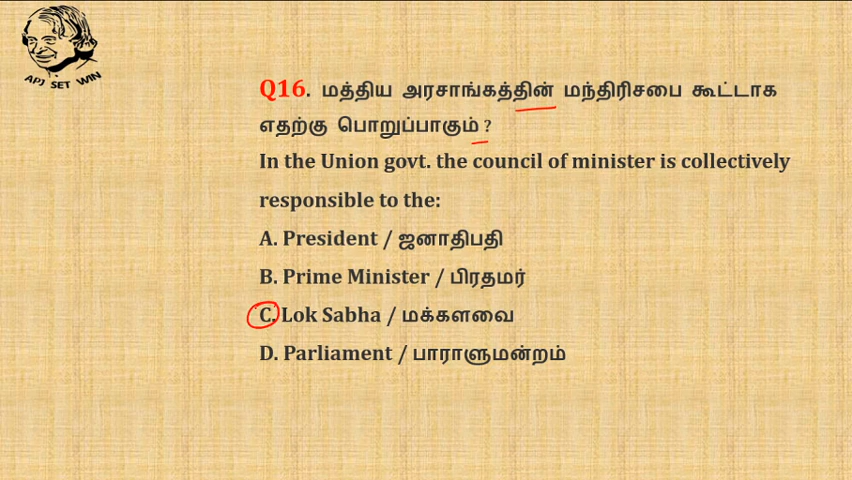 APJ SET WIN
Q16. மத்திய அரசாங்கத்தின் மந்திரிசபை கூட்டாக
எதற்கு பொறுப்பாகும் ?
In the Union govt. the council of minister is collectively
responsible to the:
A. President / ஜனாதிபதி
B. Prime Minister / பிரதமர்
C. Lok Sabha / மக்களவை
D. Parliament / பாராளுமன்றம்